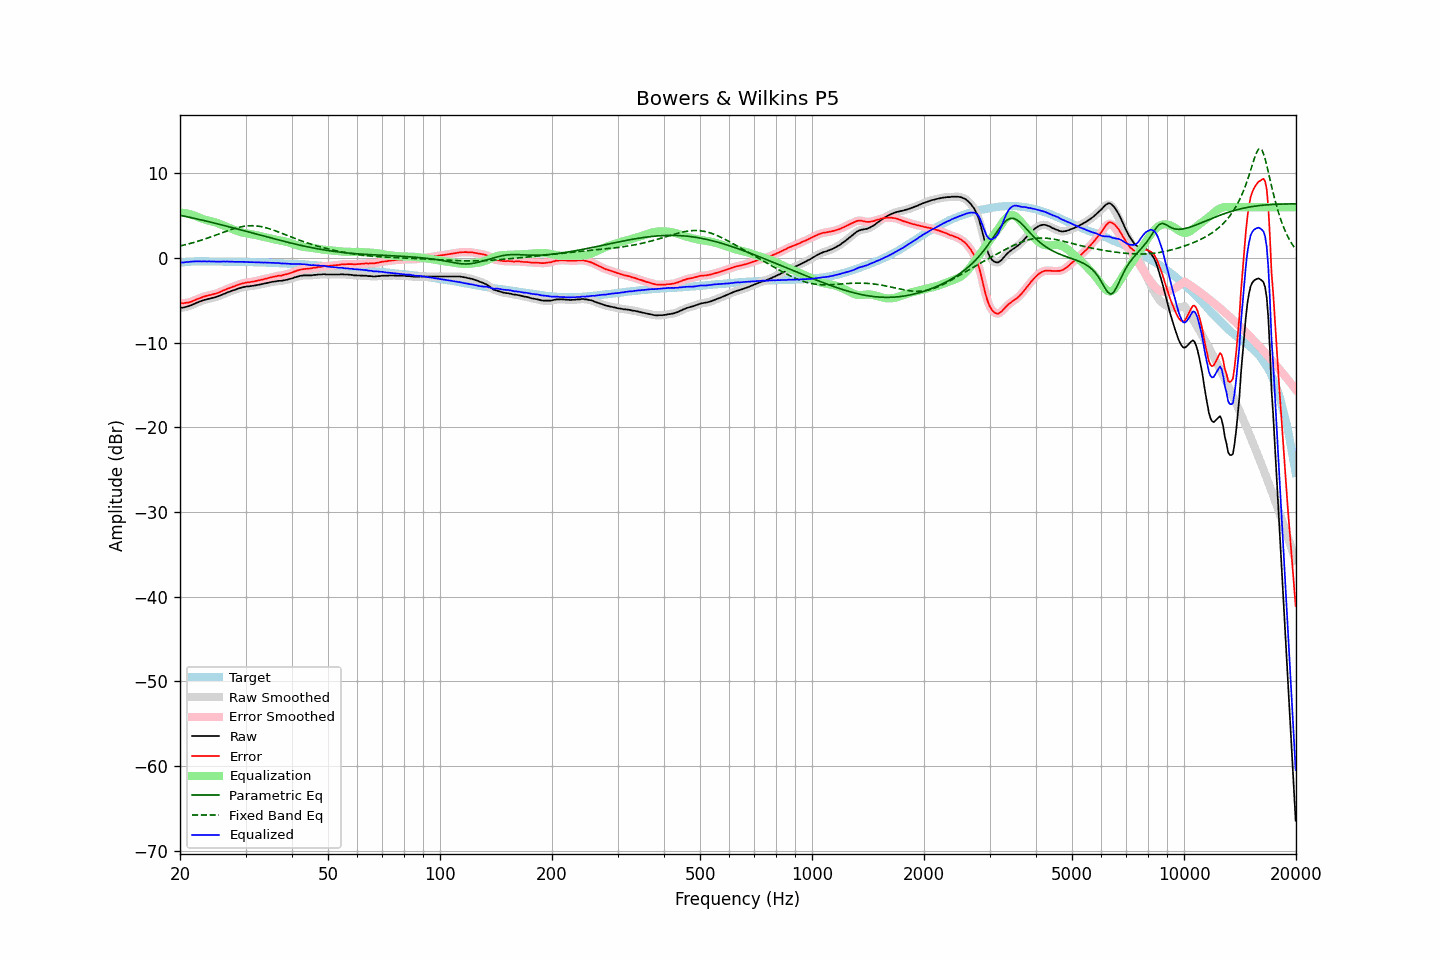 Bowers & Wilkins P5
Amplitude (dBr)
10
0
−10
−20
−30
−40
−50
−60
−70
Target
Raw Smoothed
Error Smoothed
Raw
Error
Equalization
Parametric Eq
Fixed Band Eq
Equalized
20 50 100 200 500 1000 2000 5000 10000 20000
Frequency (Hz)